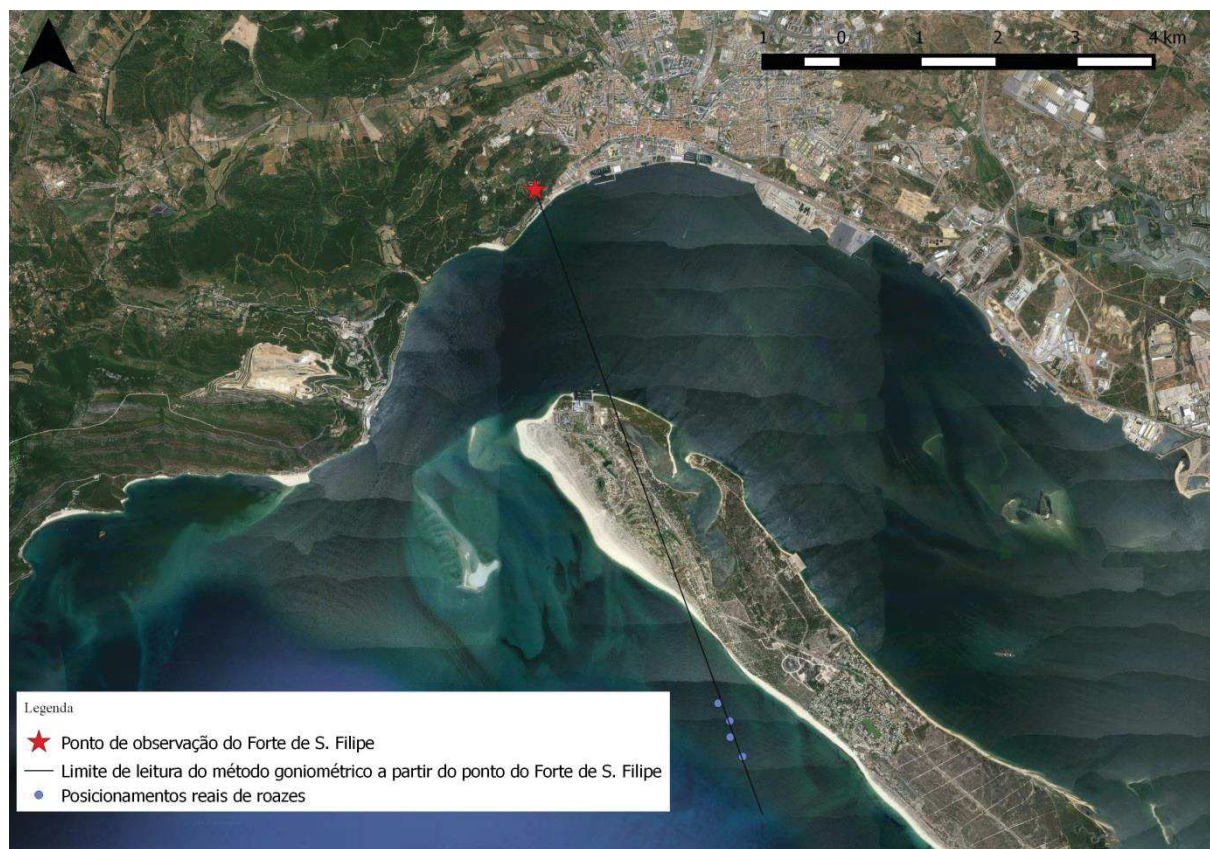 1 0 1 2 3 4 km
Legenda
Ponto de observação do Forte de S. Filipe
Limite de leitura do método goniométrico a partir do ponto do Forte de S. Filipe
Posicionamentos reais de roazes